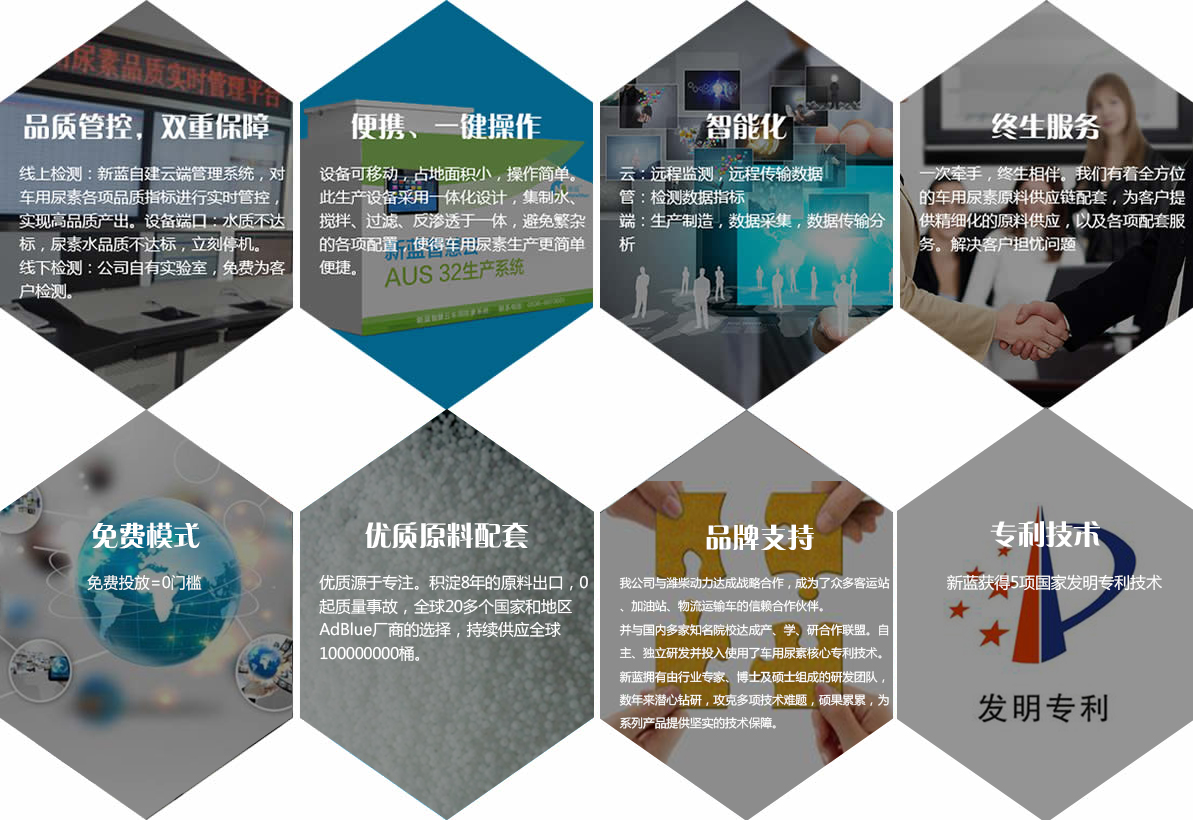 用尿素品质实时管理平台
品质管控，双重保障
线上检测：新蓝自建云端管理系统，对
车用尿素各项品质指标进行实时管控，
实现高品质产出。设备端口：水质不达
标，尿素水品质不达标，立刻停机。
线下检测：公司自有实验室，免费为客
户检测。
便携、一键操作
设备可移动，占地面积小，操作简单。
此生产设备采用一体化设计，集制水、
搅拌、过滤、反渗透于一体，避免繁杂
的各项配置，使得车用尿素生产更简单
便捷。
新蓝智慧云
AUS 32生产系统
智能化
云：远程监测，远程传输数据
管：检测数据指标
端：生产制造，数据采集，数据传输分
析
终生服务
一次牵手，终生相伴。我们有着全方位
的车用尿素原料供应链配套，为客户提
供精细化的原料供应，以及各项配套服
务。解决客户担忧问题
免费模式
免费投放=0门槛
优质原料配套
优质源于专注。积淀8年的原料出口，0
起质量事故，全球20多个国家和地区
AdBlue厂商的选择，持续供应全球
100000000桶。
品牌支持
我公司与潍柴动力达成战略合作，成为了众多客运站
、加油站、物流运输车的信赖合作伙伴。
并与国内多家知名院校达成产、学、研合作联盟。自
主、独立研发并投入使用了车用尿素核心专利技术。
新蓝拥有由行业专家、博士及硕士组成的研发团队，
数年来潜心钻研，攻克多项技术难题，硕果累累，为
系列产品提供坚实的技术保障。
专利技术
新蓝获得5项国家发明专利技术
发明专利